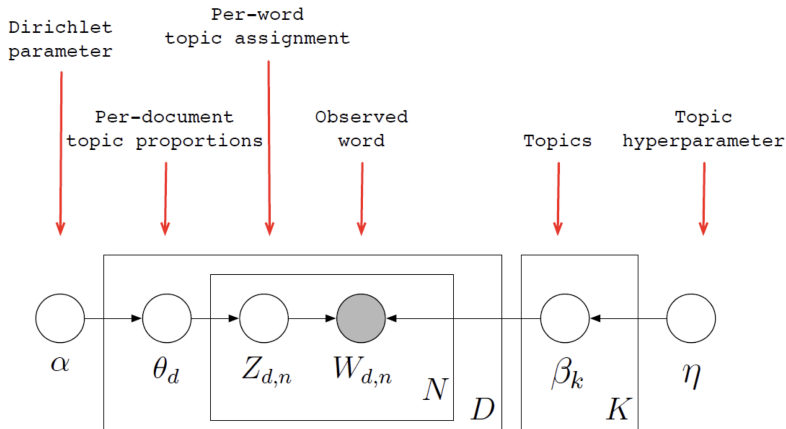 Dirichlet
parameter
Per-word
topic assignment
Per-document
topic proportions
Observed
word
Topics
Topic
hyperparameter
α
θd
Zd,n
Wd,n
N
D
βk
K
η